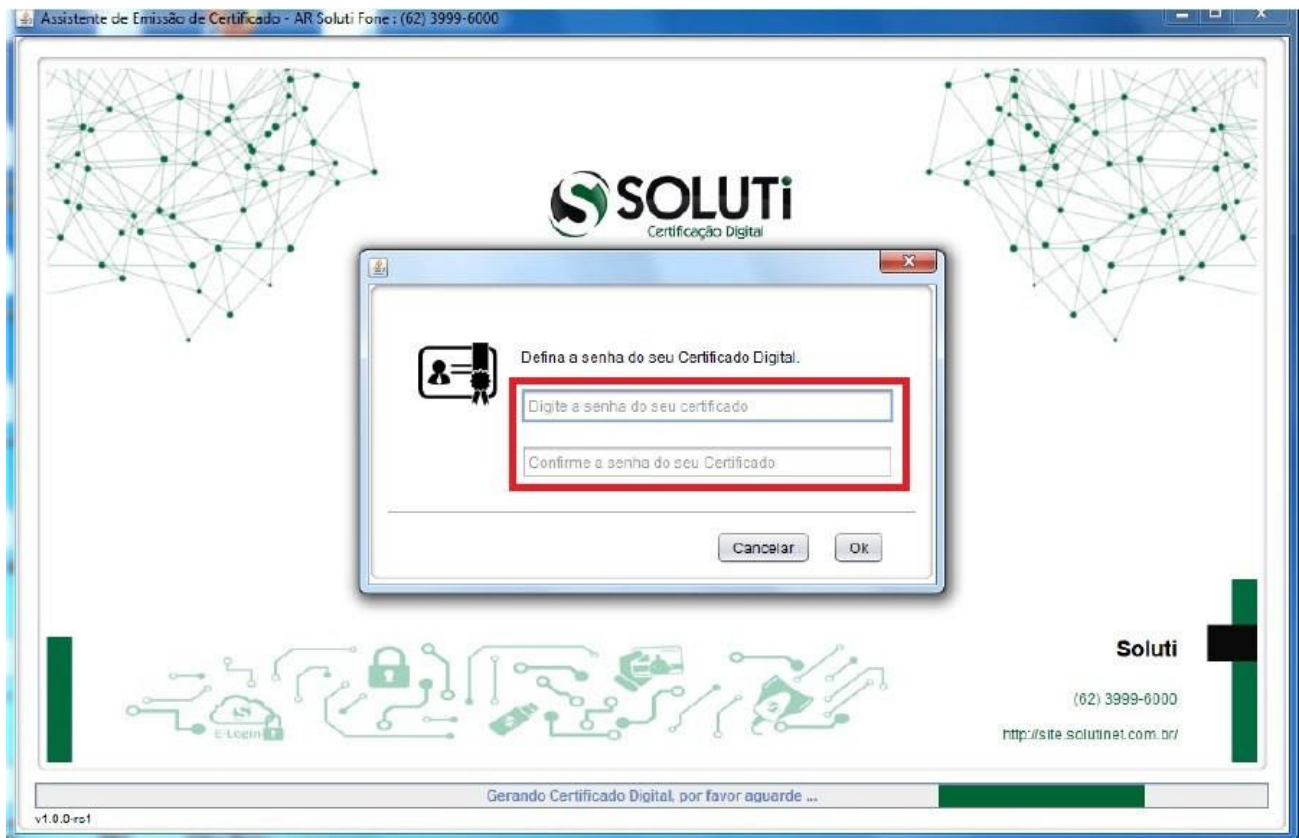 Assistente de Emissão de Certificado - AR Soluti Fone : (62) 3999-6000
SOLUTi
Certificação Digital
Defina a senha do seu Certificado Digital.
Digite a senha do seu certificado
Confirme a senha do seu Certificado
Cancelar
Ok
E-Login
Soluti
(62) 3999-6000
http://site.solutinet.com.br/
Gerando Certificado Digital, por favor aguarde ...
v1.0.0-rc1